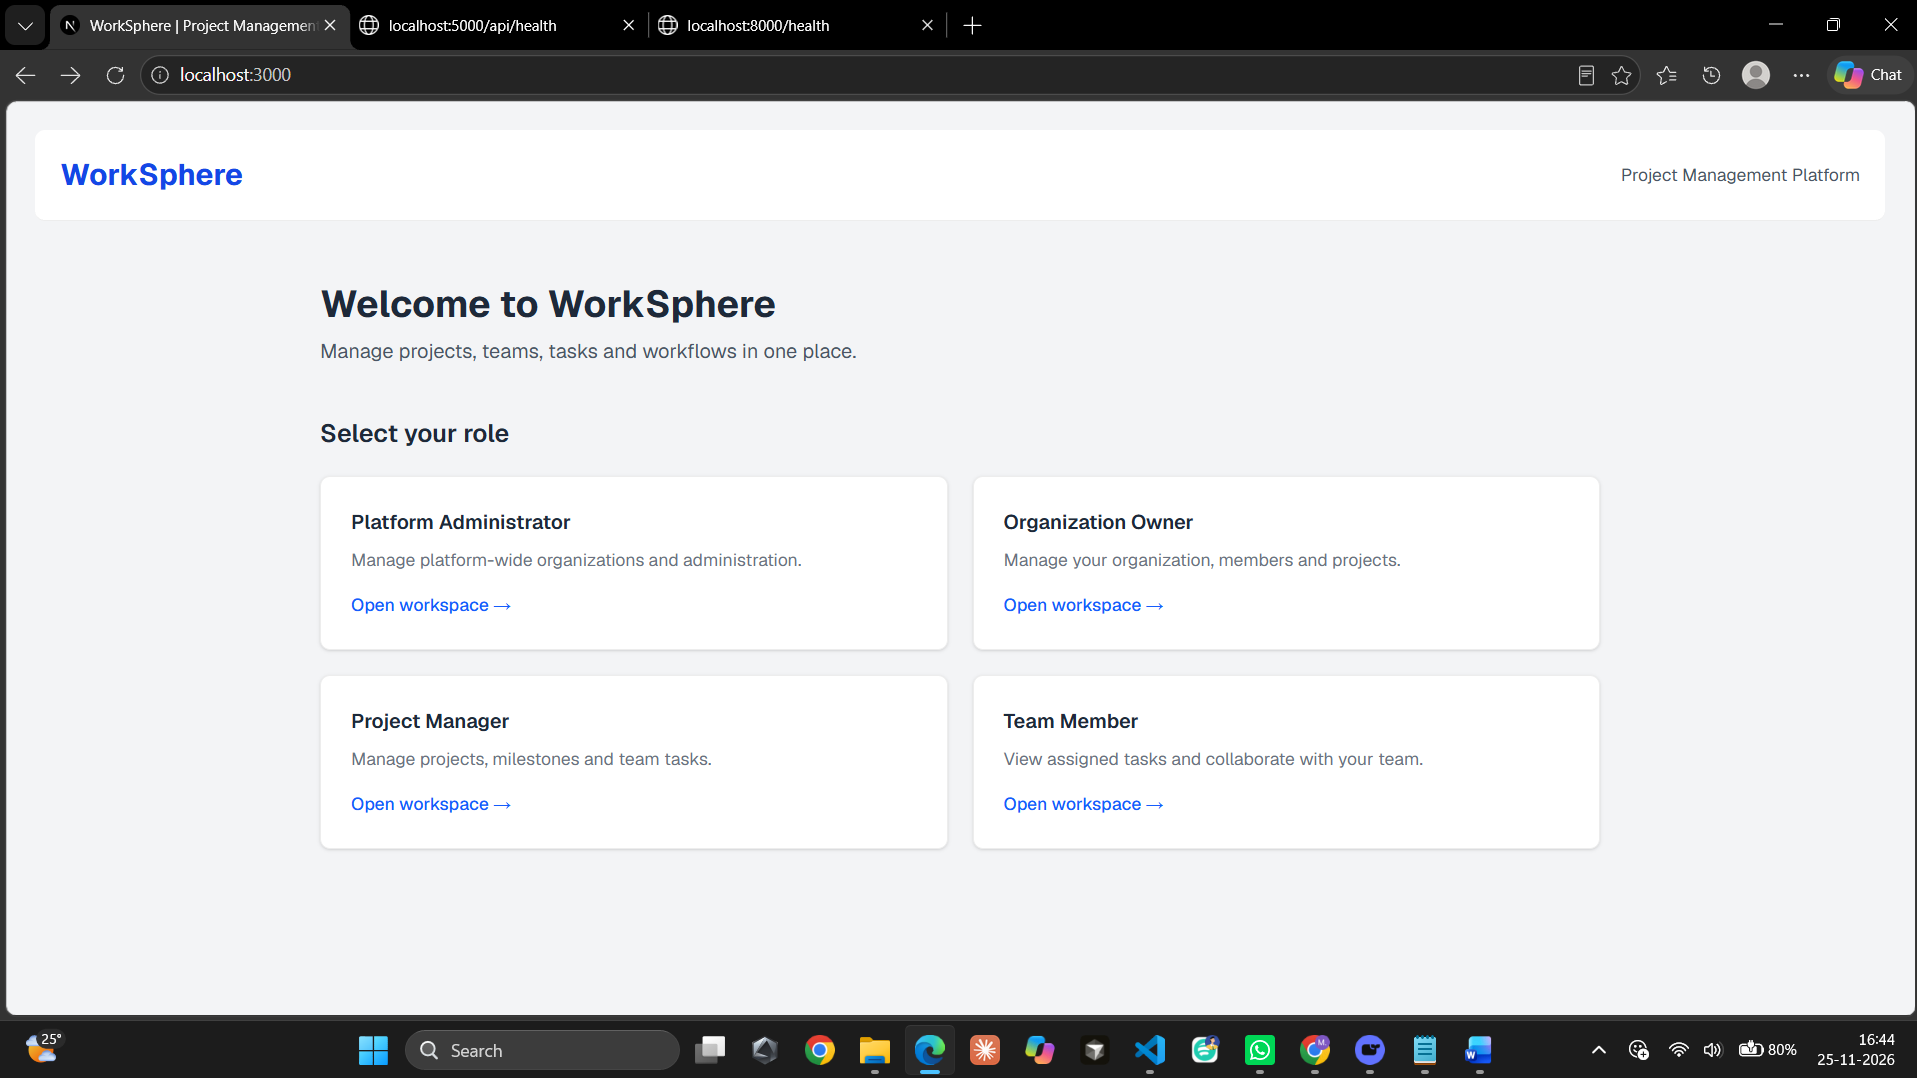 WorkSphere | Project Management
localhost:5000/api/health
localhost:8000/health
localhost:3000
Chat
WorkSphere
Project Management Platform
Welcome to WorkSphere
Manage projects, teams, tasks and workflows in one place.
Select your role
Platform Administrator
Manage platform-wide organizations and administration.
Open workspace →
Organization Owner
Manage your organization, members and projects.
Open workspace →
Project Manager
Manage projects, milestones and team tasks.
Open workspace →
Team Member
View assigned tasks and collaborate with your team.
Open workspace →
25°
Search
80%
16:44
25-11-2026